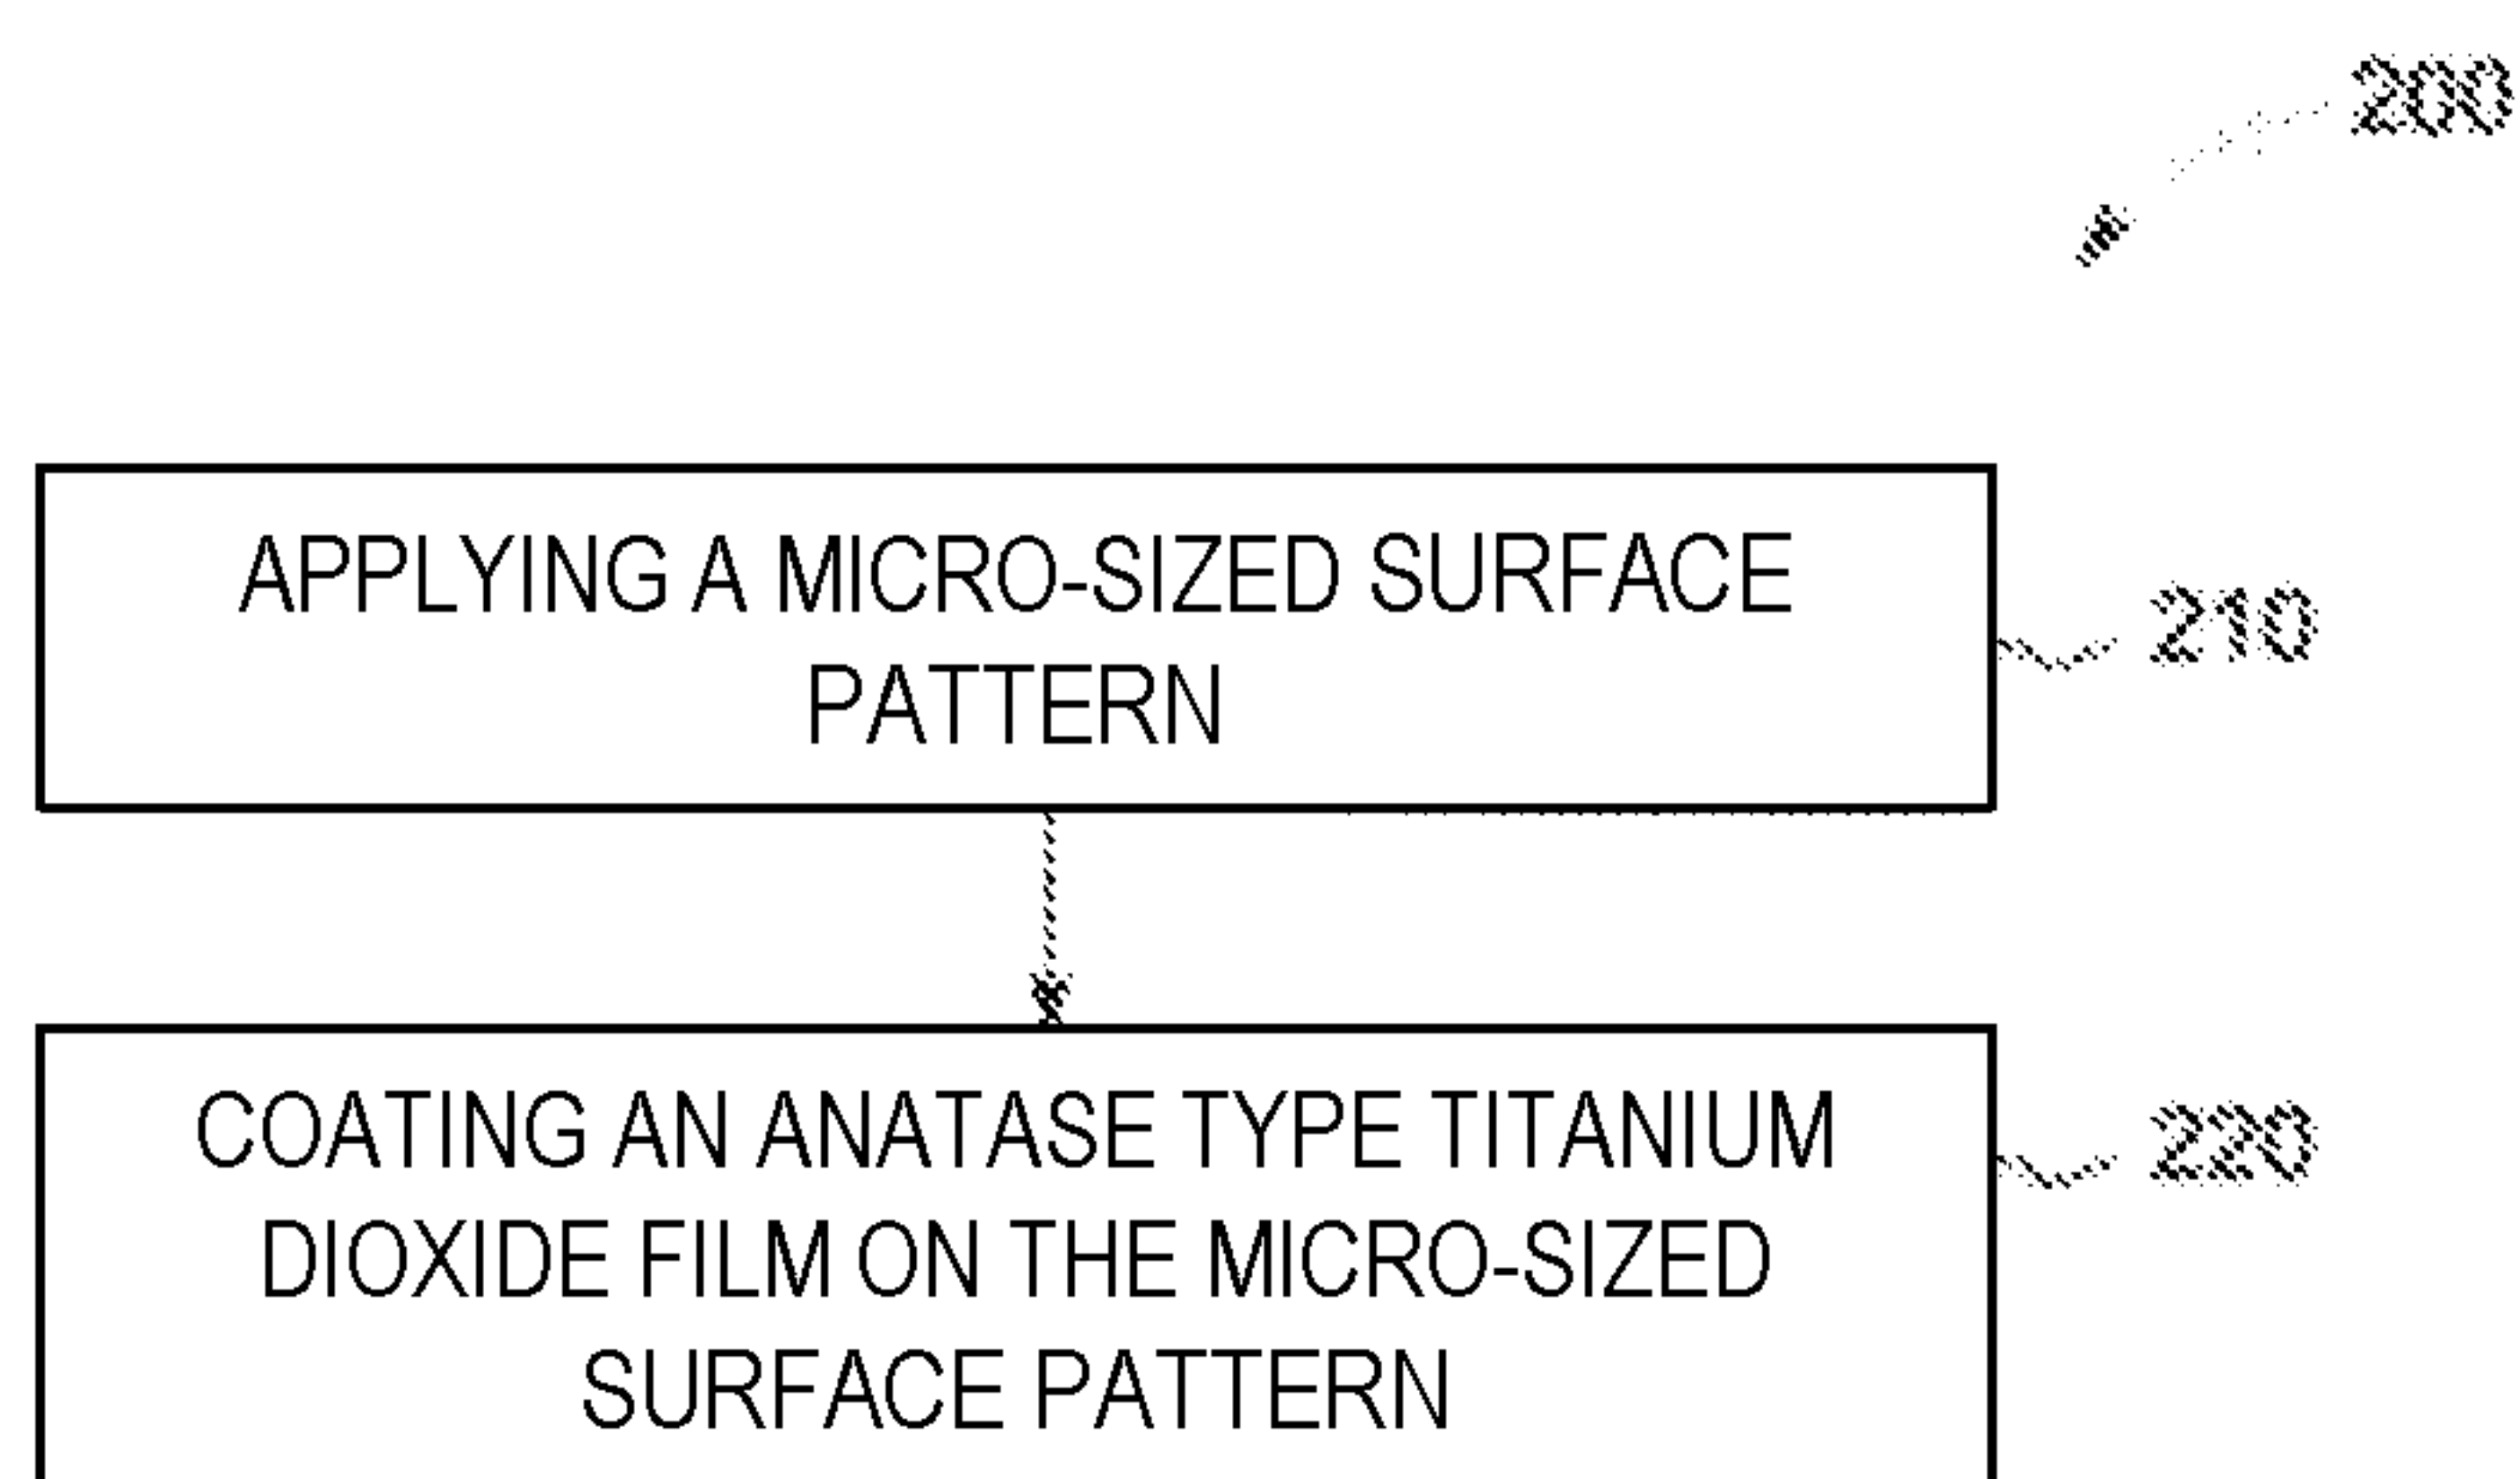 200
APPLYING A MICRO-SIZED SURFACE
PATTERN
210
COATING AN ANATASE TYPE TITANIUM
DIOXIDE FILM ON THE MICRO-SIZED
SURFACE PATTERN
220